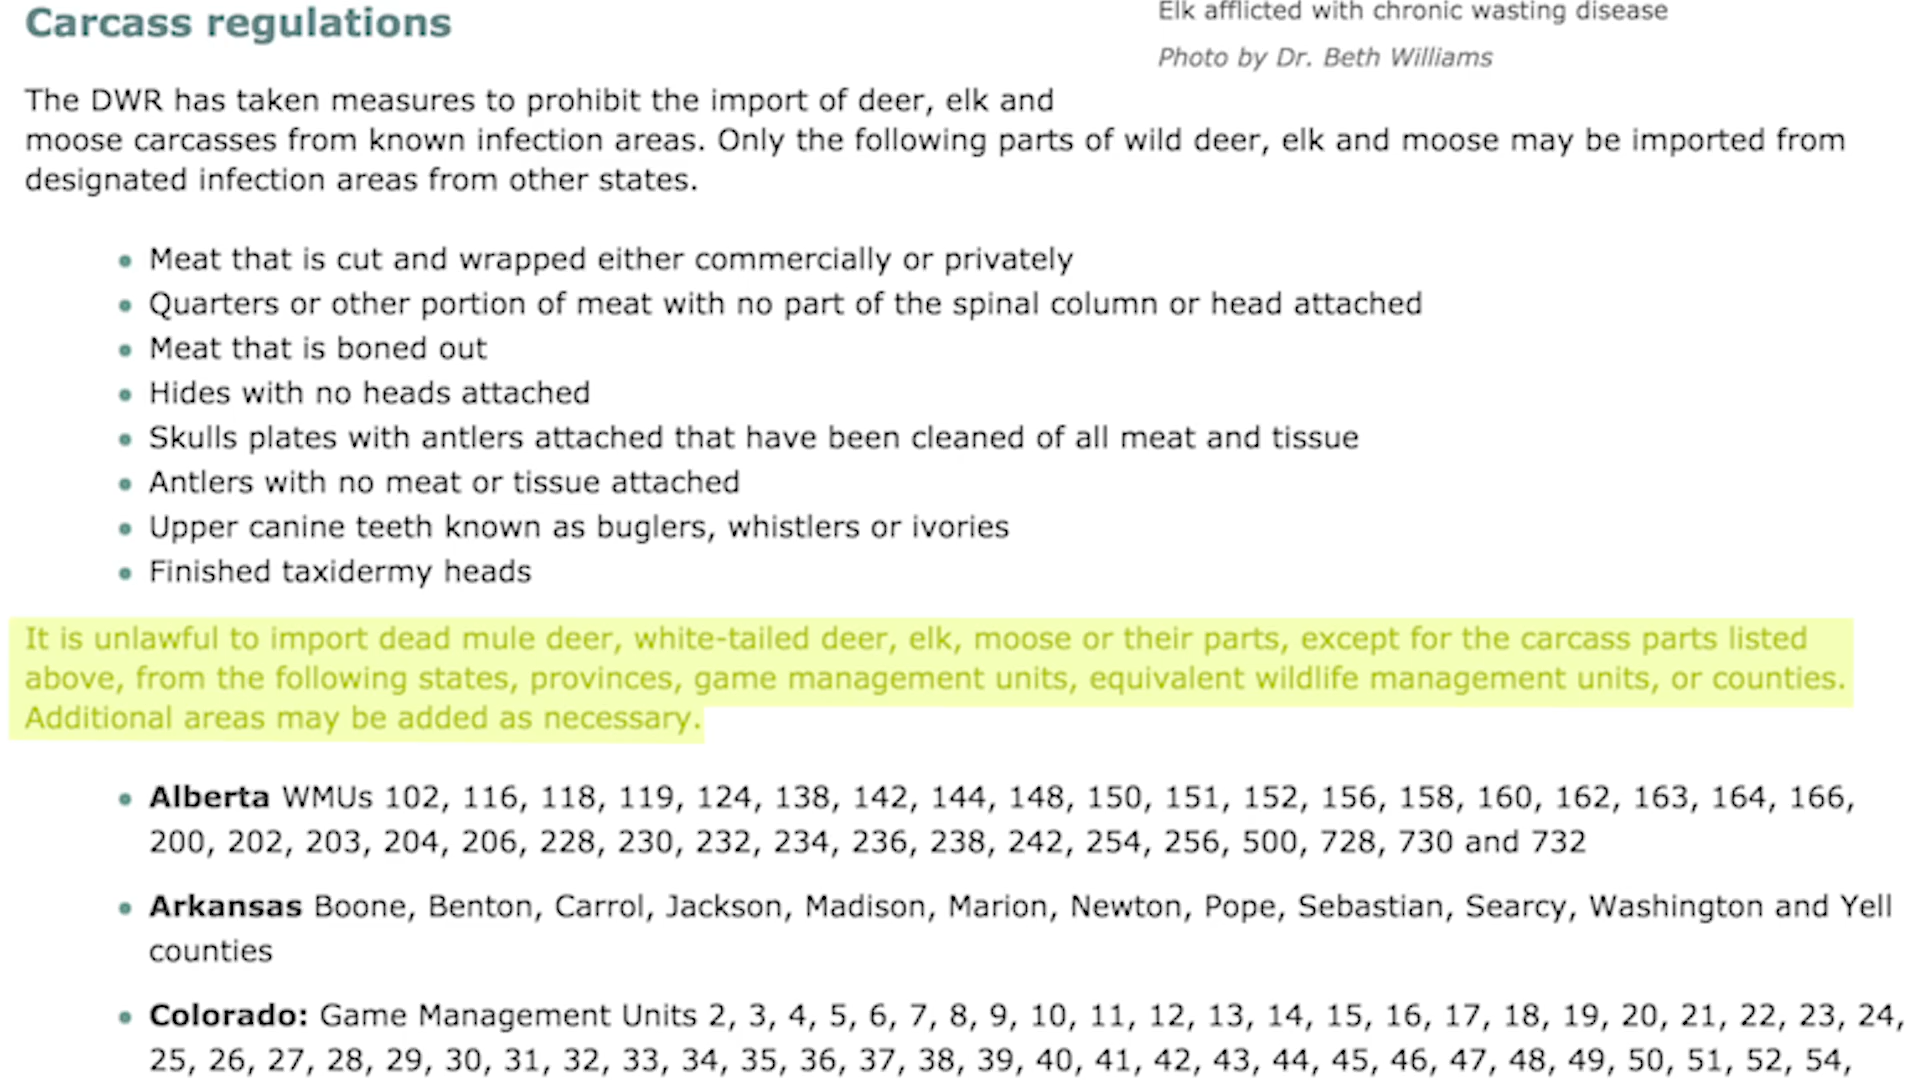 Carcass regulations
Elk afflicted with chronic wasting disease
Photo by Dr. Beth Williams
The DWR has taken measures to prohibit the import of deer, elk and
moose carcasses from known infection areas. Only the following parts of wild deer, elk and moose may be imported from
designated infection areas from other states.
Meat that is cut and wrapped either commercially or privately
Quarters or other portion of meat with no part of the spinal column or head attached
Meat that is boned out
Hides with no heads attached
Skulls plates with antlers attached that have been cleaned of all meat and tissue
Antlers with no meat or tissue attached
Upper canine teeth known as buglers, whistlers or ivories
Finished taxidermy heads
It is unlawful to import dead mule deer, white-tailed deer, elk, moose or their parts, except for the carcass parts listed
above, from the following states, provinces, game management units, equivalent wildlife management units, or counties.
Additional areas may be added as necessary.
Alberta WMUs 102, 116, 118, 119, 124, 138, 142, 144, 148, 150, 151, 152, 156, 158, 160, 162, 163, 164, 166,
200, 202, 203, 204, 206, 228, 230, 232, 234, 236, 238, 242, 254, 256, 500, 728, 730 and 732
Arkansas Boone, Benton, Carrol, Jackson, Madison, Marion, Newton, Pope, Sebastian, Searcy, Washington and Yell
counties
Colorado: Game Management Units 2, 3, 4, 5, 6, 7, 8, 9, 10, 11, 12, 13, 14, 15, 16, 17, 18, 19, 20, 21, 22, 23, 24,
25, 26, 27, 28, 29, 30, 31, 32, 33, 34, 35, 36, 37, 38, 39, 40, 41, 42, 43, 44, 45, 46, 47, 48, 49, 50, 51, 52, 54,